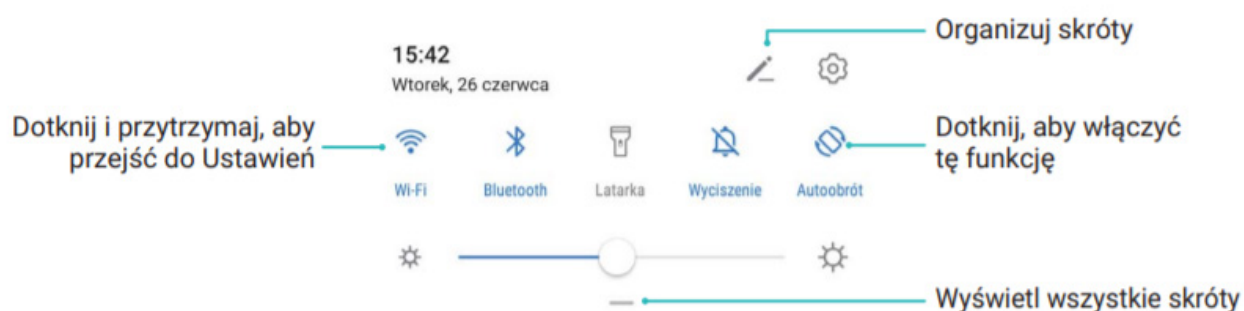 Organizuj skróty
15:42
Wtorek, 26 czerwca
Dotknij i przytrzymaj, aby
przejść do Ustawień
Dotknij, aby włączyć
tę funkcję
Wi-Fi Bluetooth Latarka Wyciszenie Autoobrót
Wyświetl wszystkie skróty